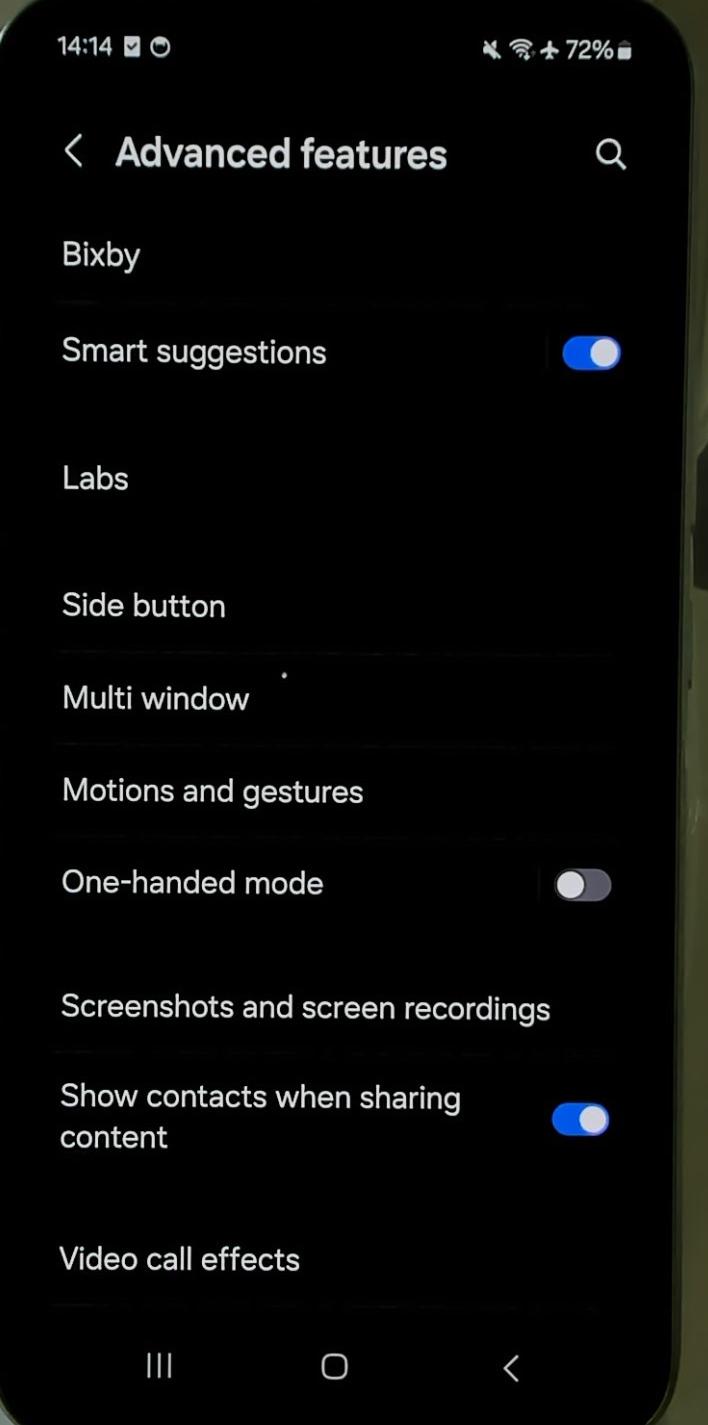 14:14
72%
Advanced features
Bixby
Smart suggestions
Labs
Side button
Multi window
Motions and gestures
One-handed mode
Screenshots and screen recordings
Show contacts when sharing
content
Video call effects